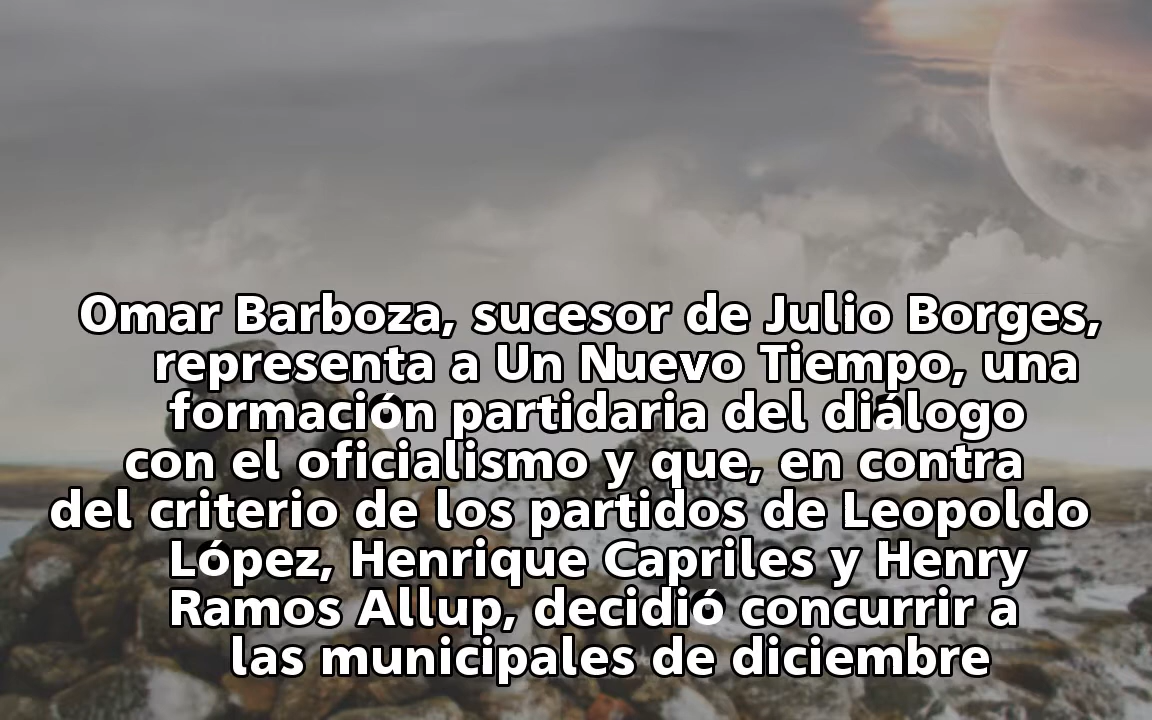 Omar Barboza, sucesor de Julio Borges,
representa a Un Nuevo Tiempo, una
formación partidaria del diálogo
con el oficialismo y que, en contra
del criterio de los partidos de Leopoldo
López, Henrique Capriles y Henry
Ramos Allup, decidió concurrir a
las municipales de diciembre